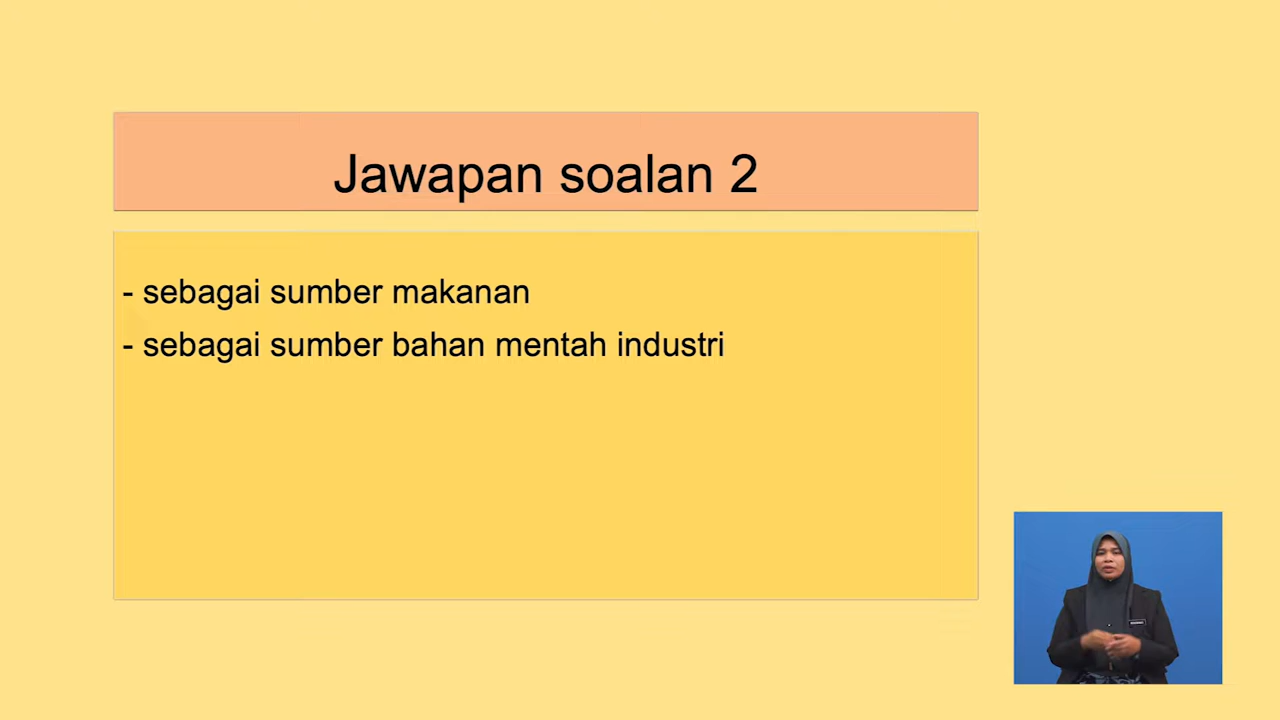 Jawapan soalan 2
- sebagai sumber makanan
- sebagai sumber bahan mentah industri